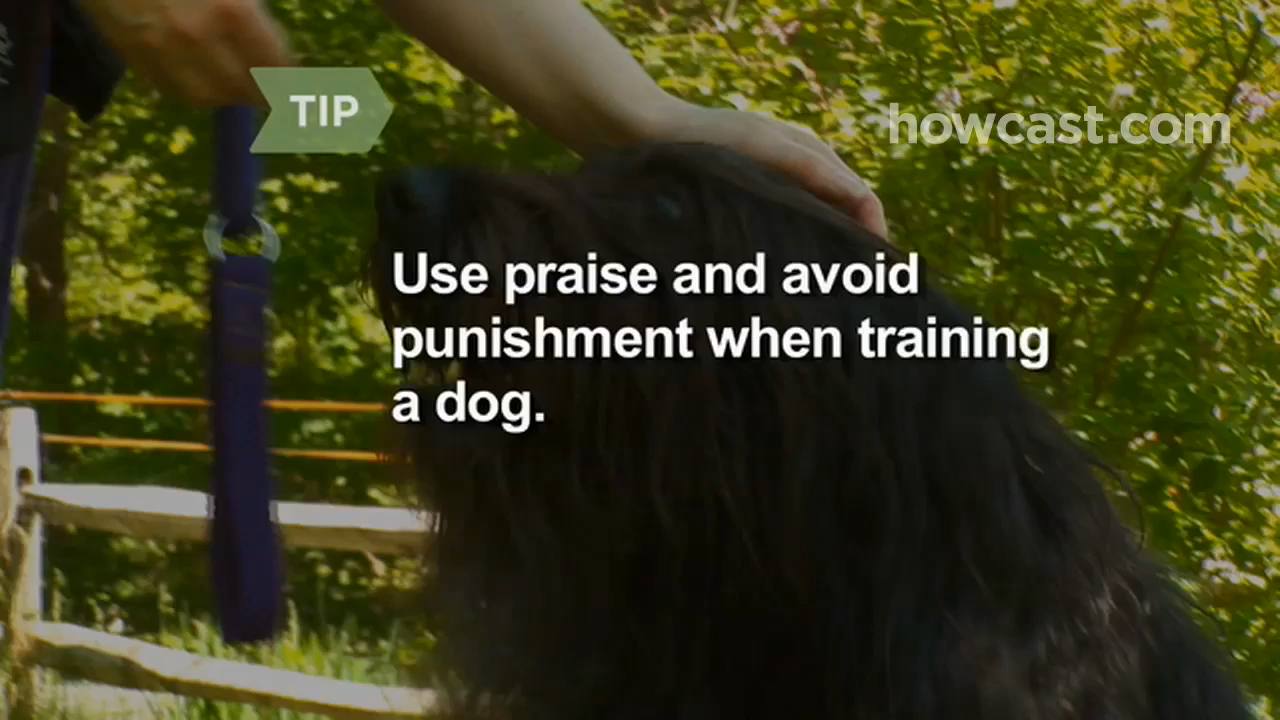 TIP
howcast.com
Use praise and avoid
punishment when training
a dog.